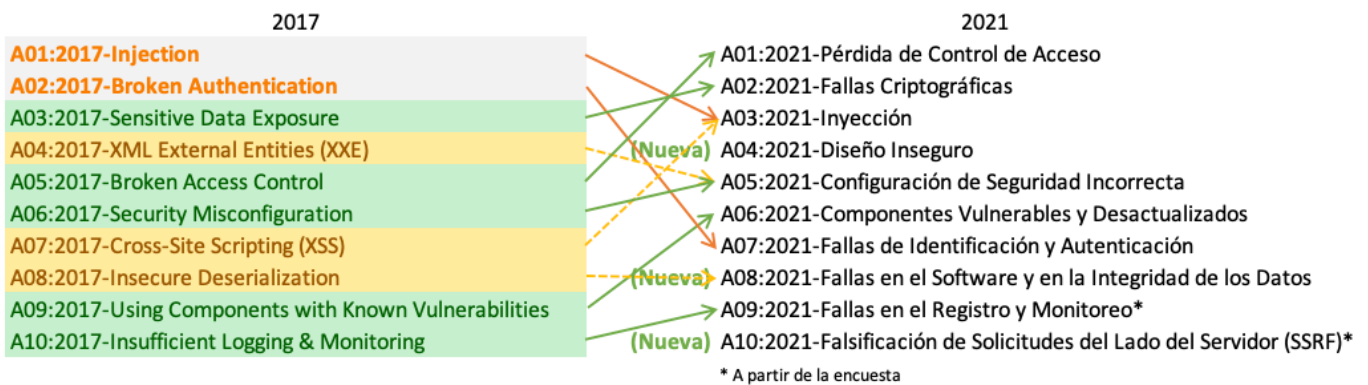 2017 2021
A01:2017-Injection A01:2021-Pérdida de Control de Acceso
A02:2017-Broken Authentication A02:2021-Fallas Criptográficas
A03:2017-Sensitive Data Exposure A03:2021-Inyección
A04:2017-XML External Entities (XXE) (Nueva) A04:2021-Diseño Inseguro
A05:2017-Broken Access Control A05:2021-Configuración de Seguridad Incorrecta
A06:2017-Security Misconfiguration A06:2021-Componentes Vulnerables y Desactualizados
A07:2017-Cross-Site Scripting (XSS) A07:2021-Fallas de Identificación y Autenticación
A08:2017-Insecure Deserialization (Nueva) A08:2021-Fallas en el Software y en la Integridad de los Datos
A09:2017-Using Components with Known Vulnerabilities A09:2021-Fallas en el Registro y Monitoreo*
A10:2017-Insufficient Logging & Monitoring (Nueva) A10:2021-Falsificación de Solicitudes del Lado del Servidor (SSRF)*
* A partir de la encuesta